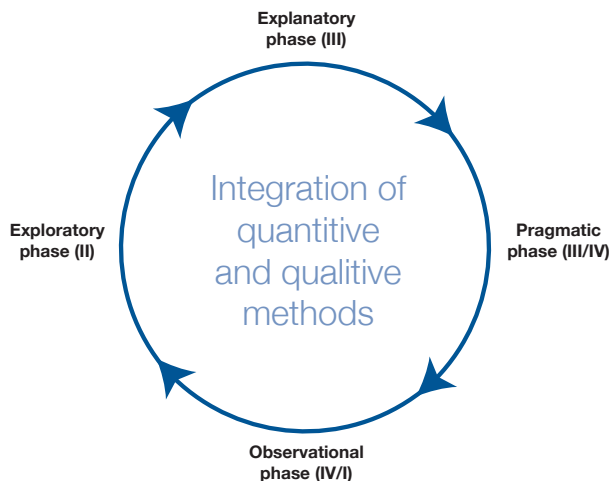 Explanatory
phase (III)
Integration of
quantitive
and qualitive
methods
Exploratory
phase (II)
Pragmatic
phase (III/IV)
Observational
phase (IV/I)